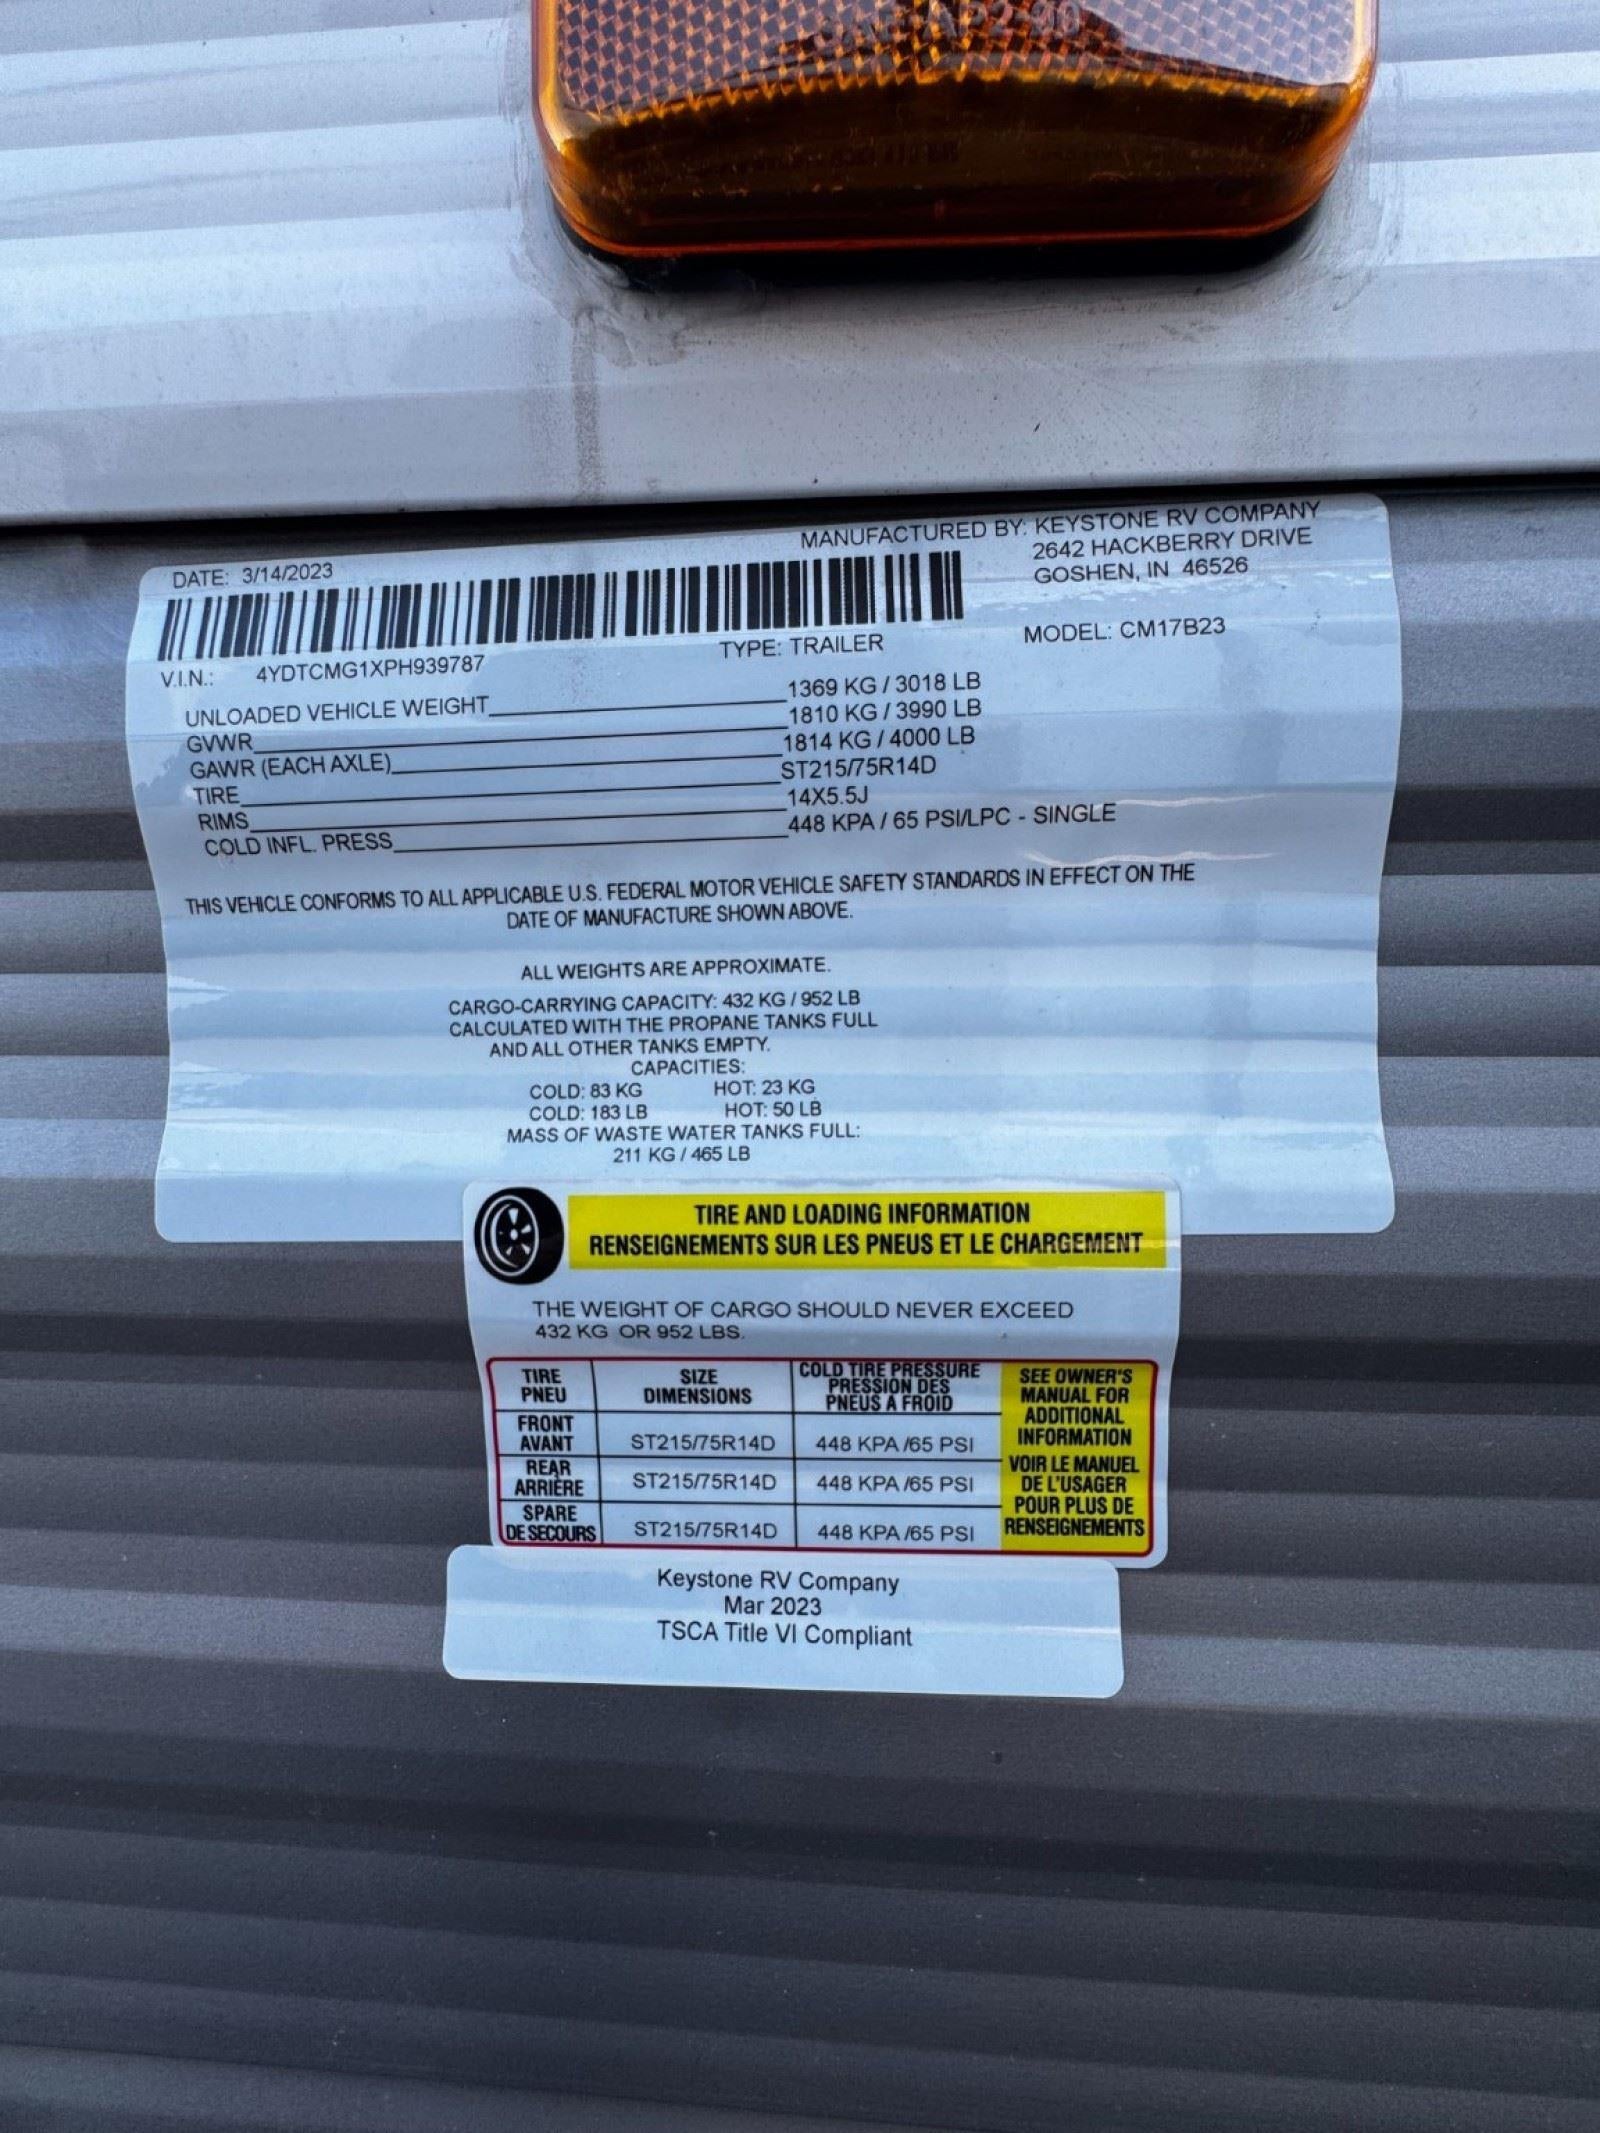 SAE-AP2-00
DATE: 3/14/2023
MANUFACTURED BY: KEYSTONE RV COMPANY
2642 HACKBERRY DRIVE
GOSHEN, IN 46526
V.I.N.: 4YDTCMG1XPH939787
TYPE: TRAILER
MODEL: CM17B23
UNLOADED VEHICLE WEIGHT 1369 KG / 3018 LB
GVWR 1810 KG / 3990 LB
GAWR (EACH AXLE) 1814 KG / 4000 LB
TIRE ST215/75R14D
RIMS 14X5.5J
COLD INFL. PRESS 448 KPA / 65 PSI/LPC - SINGLE
THIS VEHICLE CONFORMS TO ALL APPLICABLE U.S. FEDERAL MOTOR VEHICLE SAFETY STANDARDS IN EFFECT ON THE
DATE OF MANUFACTURE SHOWN ABOVE.
ALL WEIGHTS ARE APPROXIMATE.
CARGO-CARRYING CAPACITY: 432 KG / 952 LB
CALCULATED WITH THE PROPANE TANKS FULL
AND ALL OTHER TANKS EMPTY.
CAPACITIES:
COLD: 83 KG HOT: 23 KG
COLD: 183 LB HOT: 50 LB
MASS OF WASTE WATER TANKS FULL:
211 KG / 465 LB
TIRE AND LOADING INFORMATION
RENSEIGNEMENTS SUR LES PNEUS ET LE CHARGEMENT
THE WEIGHT OF CARGO SHOULD NEVER EXCEED
432 KG OR 952 LBS.
TIRE
PNEU
SIZE
DIMENSIONS
COLD TIRE PRESSURE
PRESSION DES
PNEUS A FROID
FRONT
AVANT
ST215/75R14D
448 KPA /65 PSI
REAR
ARRIÈRE
ST215/75R14D
448 KPA /65 PSI
SPARE
DE SECOURS
ST215/75R14D
448 KPA /65 PSI
SEE OWNER'S
MANUAL FOR
ADDITIONAL
INFORMATION
VOIR LE MANUEL
DE L'USAGER
POUR PLUS DE
RENSEIGNEMENTS
Keystone RV Company
Mar 2023
TSCA Title VI Compliant